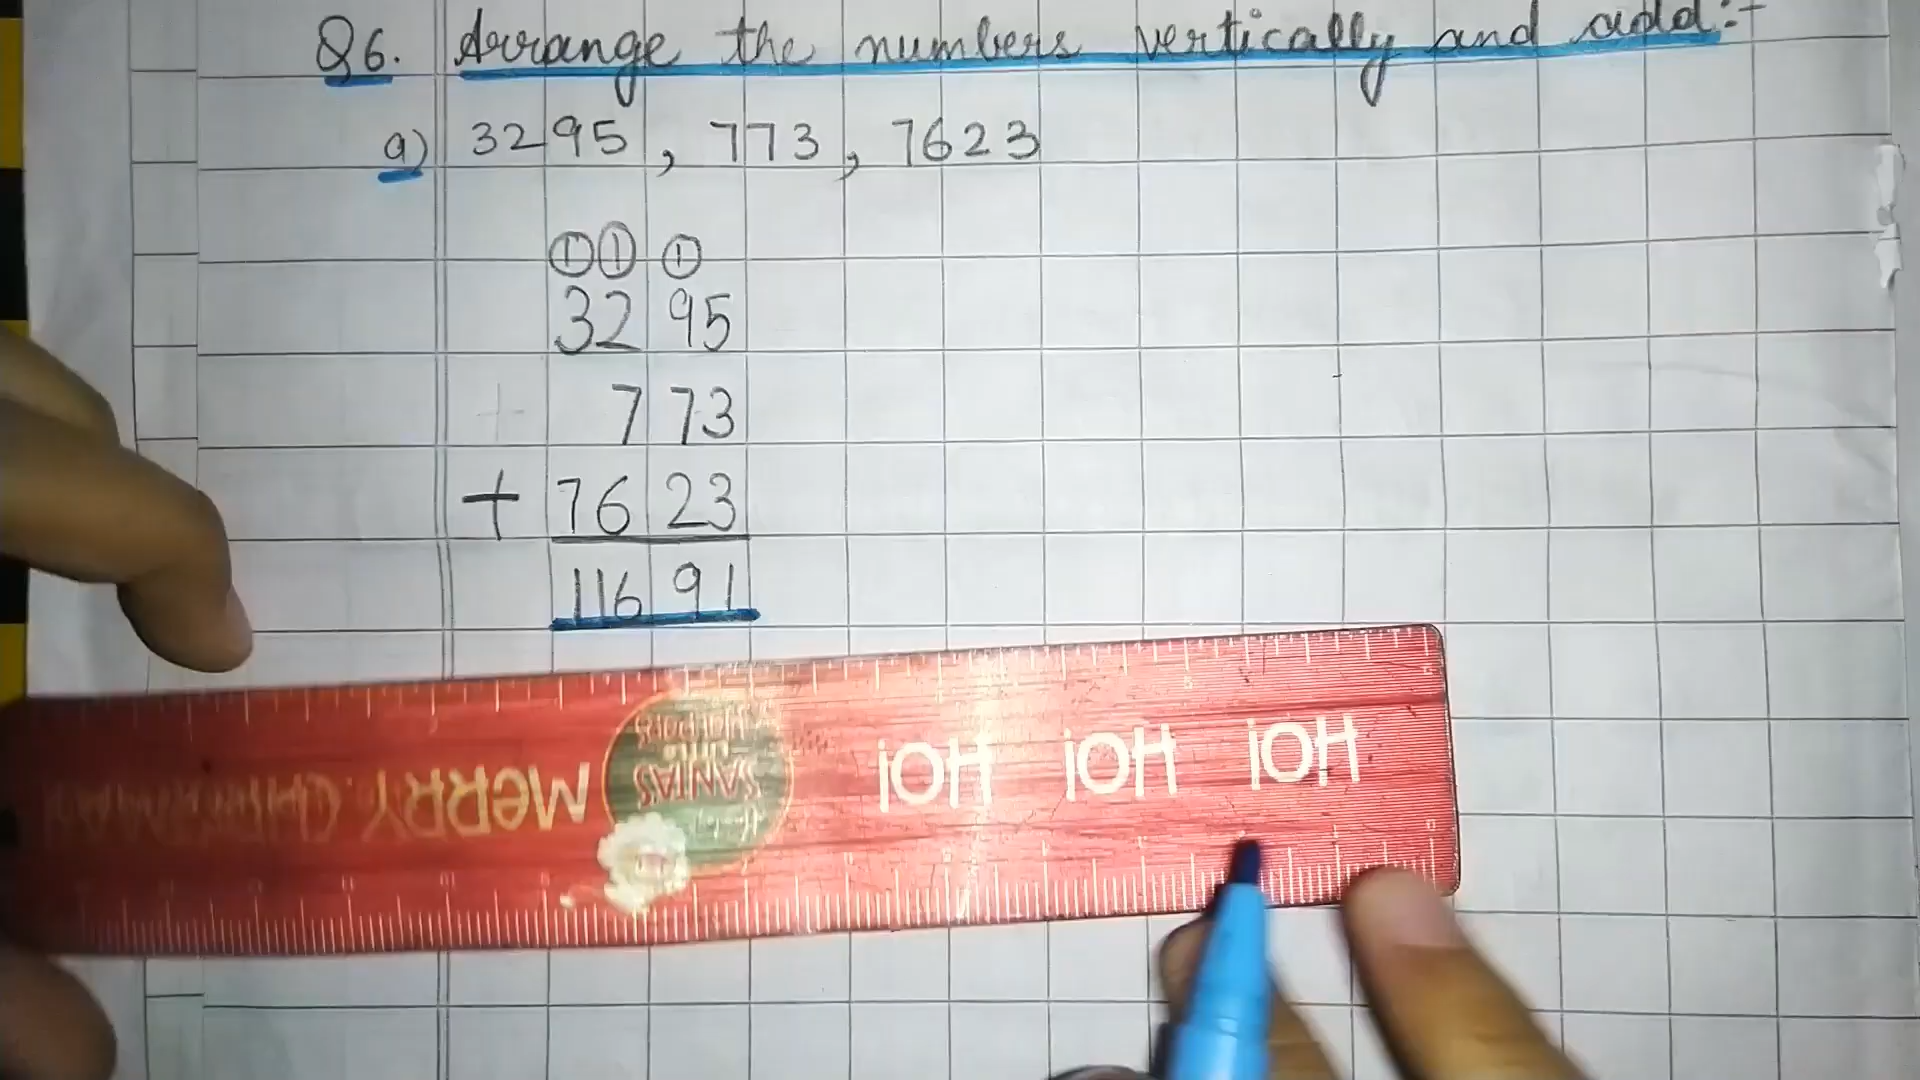 Q6. Arrange the numbers vertically and add:-
a) 3295, 773, 7623
1 1 1
3295
773
+ 7623
11691
MERRY CHRISTMAS
SANTAS
HO! HO! HO!